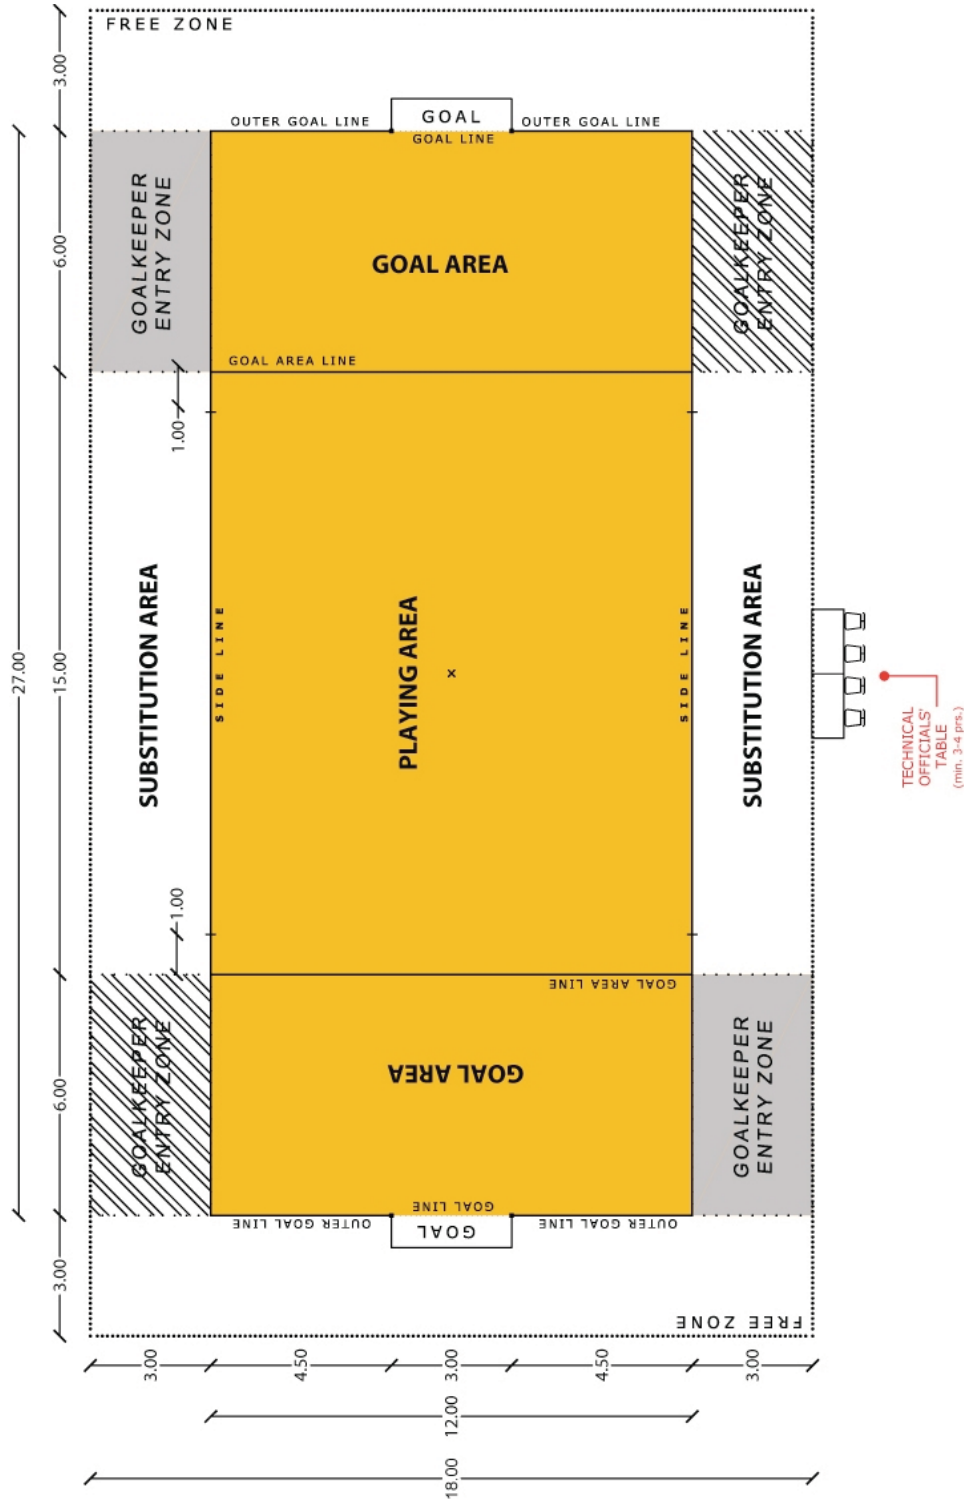 FREE ZONE
3.00
GOAL
OUTER GOAL LINE
OUTER GOAL LINE
GOAL LINE
GOALKEEPER
ENTRY ZONE
GOALKEEPER
ENTRY ZONE
6.00
GOAL AREA
GOAL AREA LINE
1.00
27.00
15.00
SUBSTITUTION AREA
SIDE LINE
PLAYING AREA
SIDE LINE
SUBSTITUTION AREA
TECHNICAL
OFFICIALS'
TABLE
(min. 3-4 prs.)
1.00
GOAL AREA LINE
GOALKEEPER
ENTRY ZONE
6.00
GOAL AREA
GOALKEEPER
ENTRY ZONE
GOAL LINE
OUTER GOAL LINE
OUTER GOAL LINE
GOAL
3.00
FREE ZONE
3.00
4.50
3.00
4.50
3.00
12.00
18.00